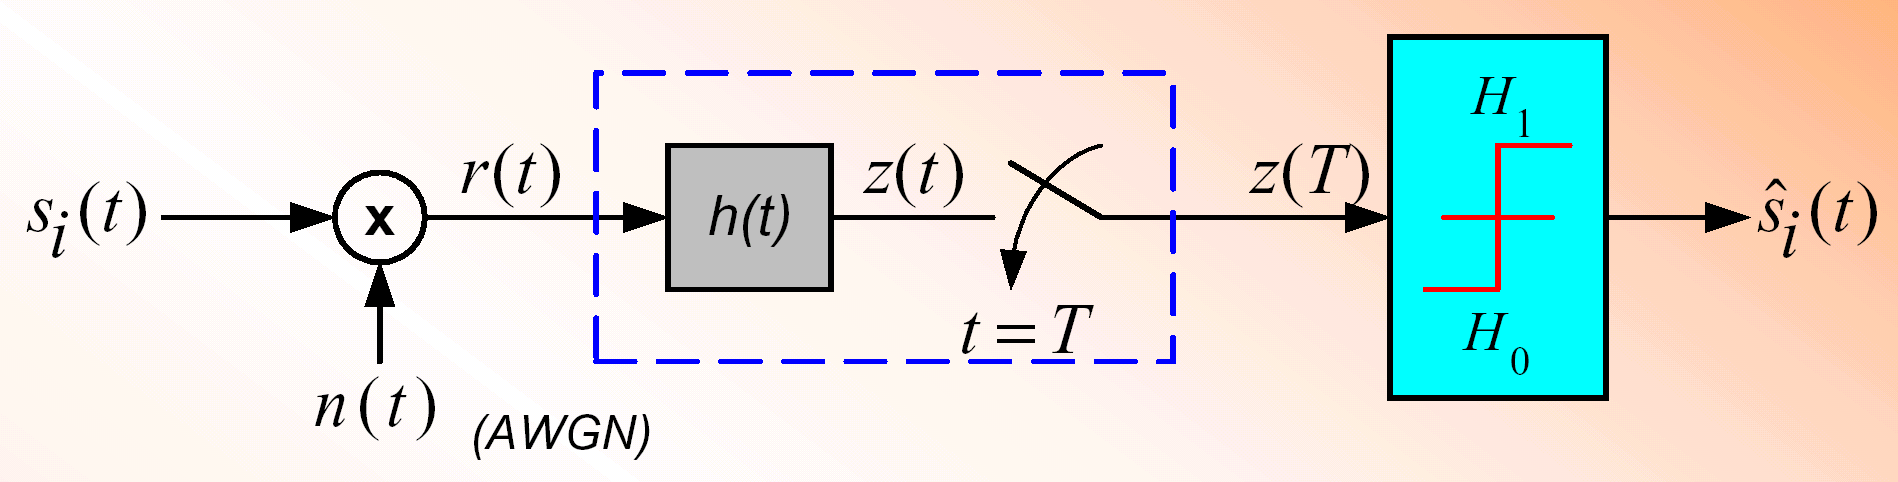 s_i(t)
x
n(t)
(AWGN)
r(t)
h(t)
z(t)
t = T
z(T)
H_1
H_0
ŝ_i(t)